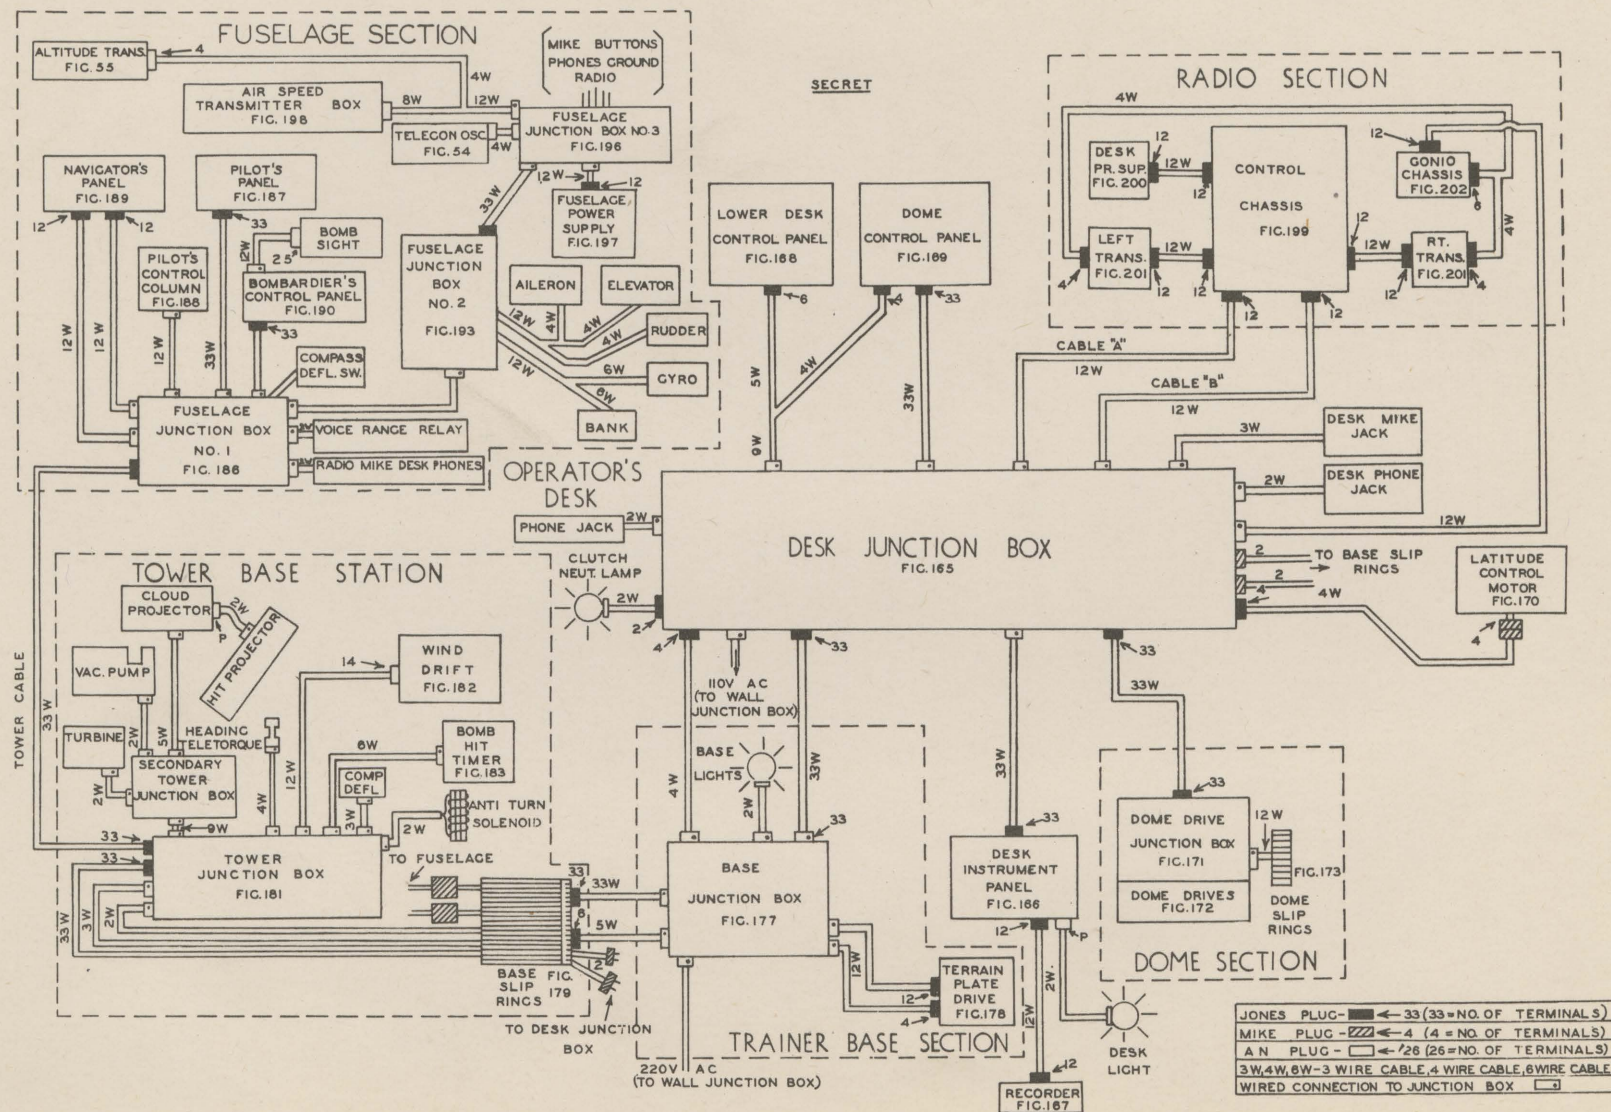 FUSELAGE SECTION
ALTITUDE TRANS.
FIG. 55
4
4W
MIKE BUTTONS
PHONES GROUND
RADIO
AIR SPEED
TRANSMITTER BOX
FIG. 198
8W
12W
FUSELAGE
JUNCTION BOX NO.3
FIG. 196
TELEGON OSC.
FIG. 54
4W
12W
12
33W
FUSELAGE
POWER
SUPPLY
FIG. 197
NAVIGATOR'S
PANEL
FIG. 189
12
12
PILOT'S
PANEL
FIG. 187
33
BOMB
SIGHT
12W
25
PILOT'S
CONTROL
COLUMN
FIG. 188
BOMBARDIER'S
CONTROL PANEL
FIG. 190
33
FUSELAGE
JUNCTION
BOX
NO. 2
FIG. 193
AILERON
ELEVATOR
RUDDER
GYRO
BANK
12W
4W
4W
4W
12W
6W
6W
12W
12W
12W
33W
COMPASS
DEFL. SW.
FUSELAGE
JUNCTION BOX
NO. 1
FIG. 186
VOICE RANGE RELAY
RADIO MIKE DESK PHONES
SECRET
LOWER DESK
CONTROL PANEL
FIG. 168
6
DOME
CONTROL PANEL
FIG. 169
4
33
5W
4W
33W
9W
RADIO SECTION
4W
DESK
PR. SUP.
FIG. 200
12
12W
12
CONTROL
CHASSIS
FIG. 199
12
GONIO
CHASSIS
FIG. 202
6
LEFT
TRANS.
FIG. 201
4
12
12W
12
12
12W
12
RT.
TRANS.
FIG. 201
4
4W
12
12
CABLE "A"
12W
CABLE "B"
12W
3W
DESK MIKE
JACK
2W
DESK PHONE
JACK
12W
OPERATOR'S
DESK
PHONE JACK
2W
DESK JUNCTION BOX
FIG. 165
2
TO BASE SLIP
RINGS
2
4
4W
LATITUDE
CONTROL
MOTOR
FIG. 170
4
CLUTCH
NEUT. LAMP
2W
2
4
110V AC
(TO WALL
JUNCTION BOX)
33
33
33W
TOWER CABLE
33W
TOWER BASE STATION
CLOUD
PROJECTOR
2W
P
HIT PROJECTOR
VAC. PUMP
2W
5W
WIND
DRIFT
FIG. 182
14
TURBINE
2W
HEADING
TELETORQUE
4W
12W
BOMB
HIT
TIMER
FIG. 183
6W
SECONDARY
TOWER
JUNCTION BOX
9W
COMP
DEFL
3W
2W
ANTI TURN
SOLENOID
33
33
TOWER
JUNCTION BOX
FIG. 181
TO FUSELAGE
33W
3W
2W
33
33W
6
5W
2
BASE
SLIP
RINGS
FIG.
179
TO DESK JUNCTION
BOX
4W
BASE
LIGHTS
2W
33W
33
BASE
JUNCTION BOX
FIG. 177
12W
12
4
TERRAIN
PLATE
DRIVE
FIG. 178
TRAINER BASE SECTION
220V AC
(TO WALL JUNCTION BOX)
33W
33
DESK
INSTRUMENT
PANEL
FIG. 166
12
P
12W
2W.
12
RECORDER
FIG. 167
DESK
LIGHT
33
DOME DRIVE
JUNCTION BOX
FIG. 171
12W
FIG. 173
DOME DRIVES
FIG. 172
DOME
SLIP
RINGS
DOME SECTION
JONES PLUG- 33 (33=NO. OF TERMINALS)
MIKE PLUG- 4 (4 = NO. OF TERMINALS)
AN PLUG- 26 (26=NO. OF TERMINALS)
3W,4W,6W-3 WIRE CABLE,4 WIRE CABLE,6WIRE CABLE
WIRED CONNECTION TO JUNCTION BOX